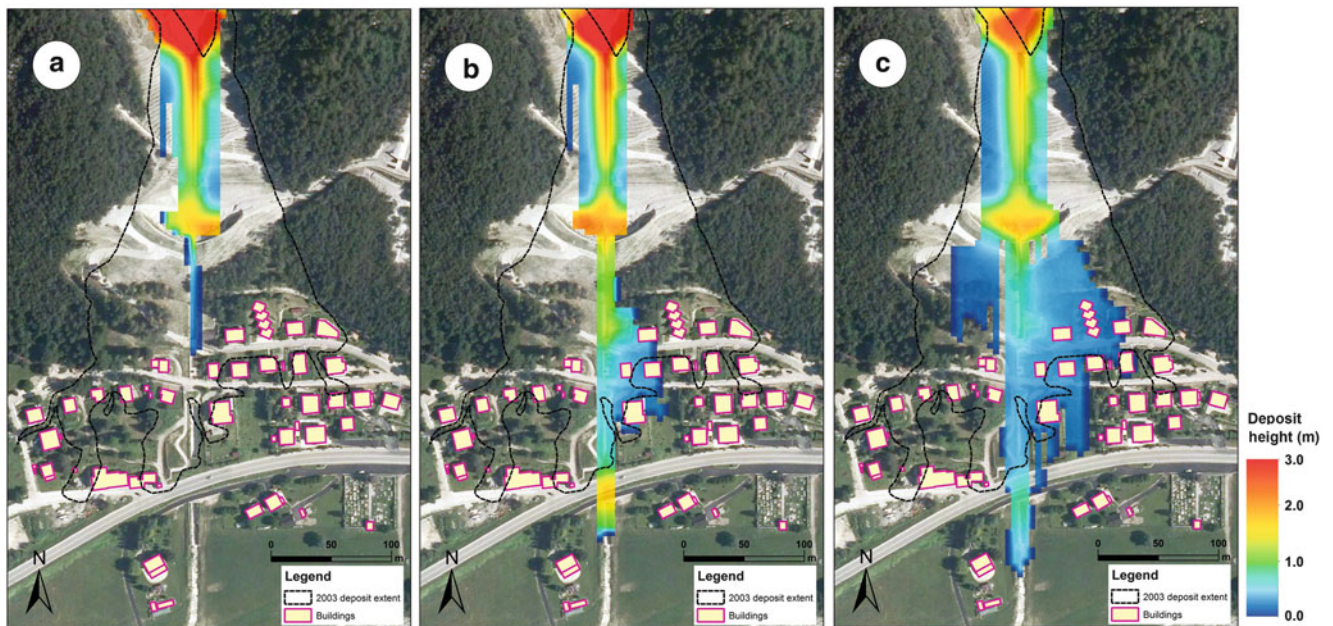 a
N
0
50
100
m
Legend
2003 deposit extent
Buildings
b
N
0
50
100
m
Legend
2003 deposit extent
Buildings
c
N
0
50
100
m
Legend
2003 deposit extent
Buildings
Deposit
height (m)
3.0
2.0
1.0
0.0